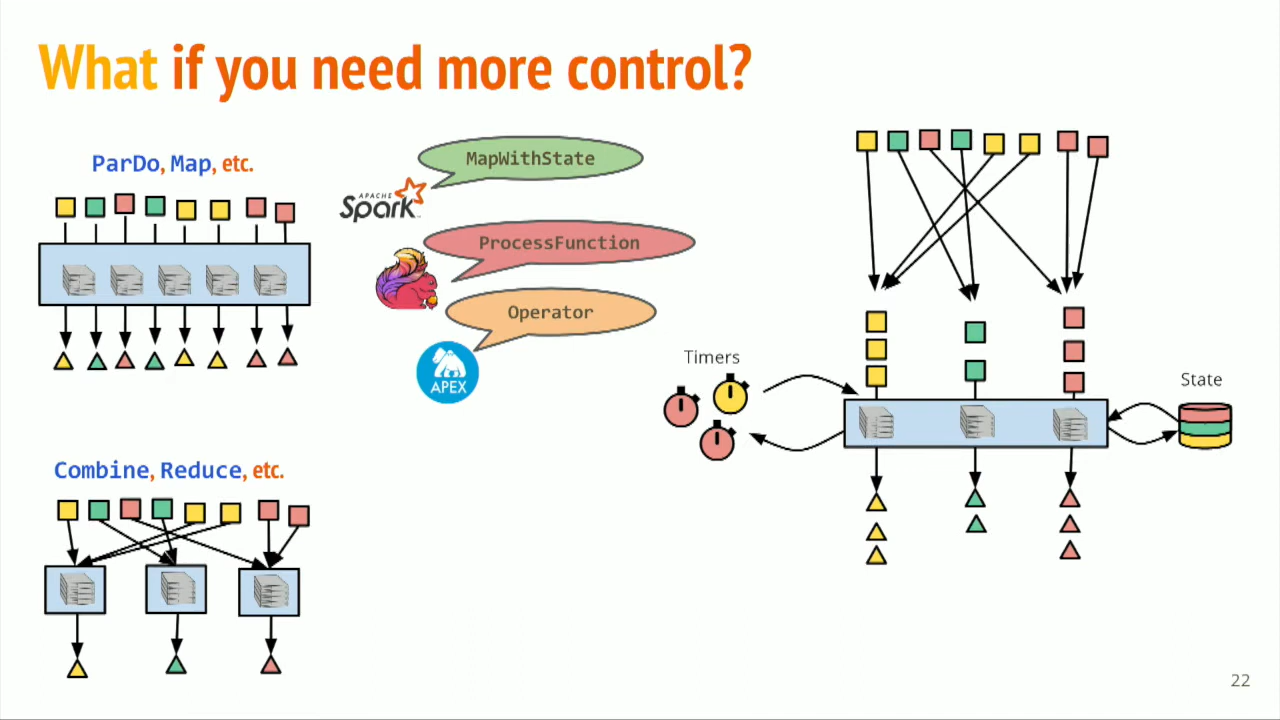 What if you need more control?
ParDo, Map, etc.
MapWithState
APACHE
Spark
ProcessFunction
Operator
APEX
Timers
State
Combine, Reduce, etc.
22